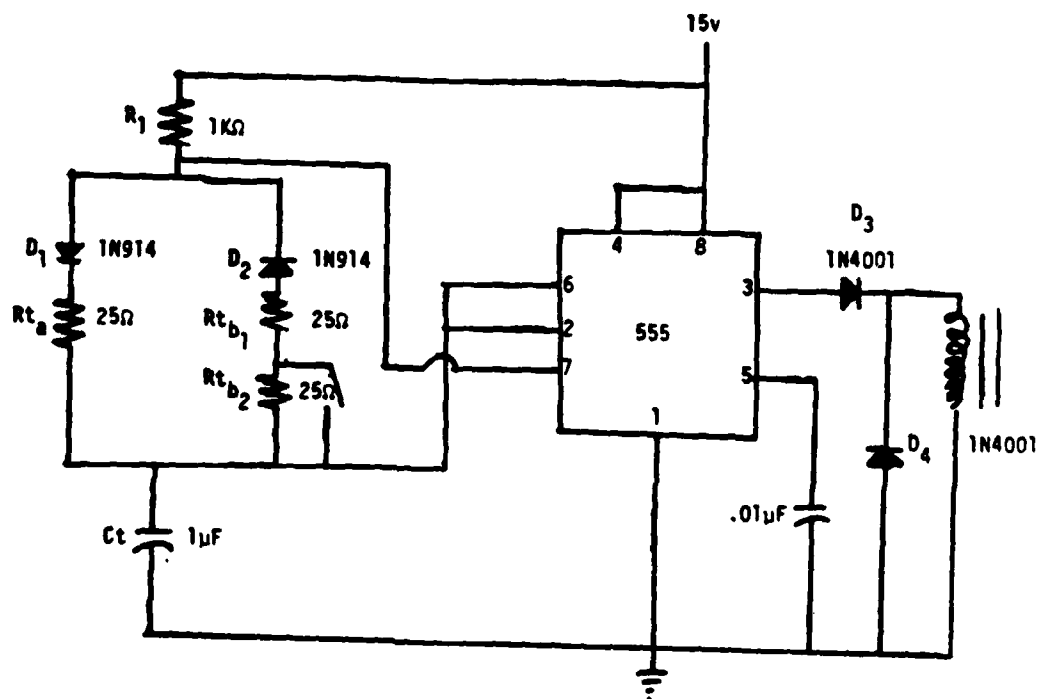 15v
R1
1KΩ
D1
1N914
D2
1N914
Rta
25Ω
Rtb1
25Ω
Rtb2
25Ω
Ct
1µF
4
8
6
2
7
555
3
5
1
D3
1N4001
D4
1N4001
.01µF